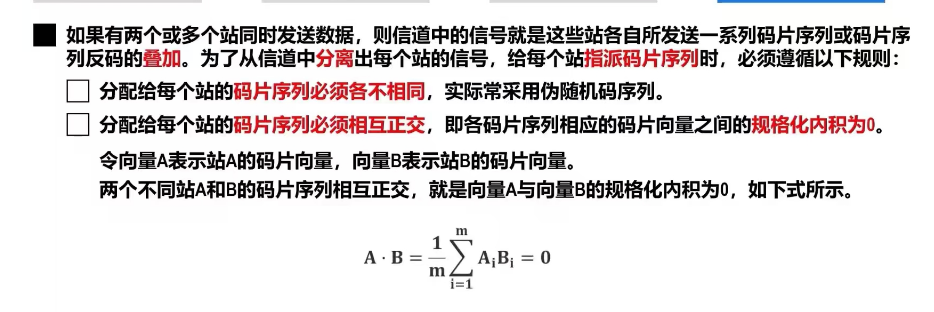 如果有两个或多个站同时发送数据，则信道中的信号就是这些站各自所发送一系列码片序列或码片序
列反码的叠加。为了从信道中分离出每个站的信号，给每个站指派码片序列时，必须遵循以下规则：
分配给每个站的码片序列必须各不相同，实际常采用伪随机码序列。
分配给每个站的码片序列必须相互正交，即各码片序列相应的码片向量之间的规格化内积为0。
令向量A表示站A的码片向量，向量B表示站B的码片向量。
两个不同站A和B的码片序列相互正交，就是向量A与向量B的规格化内积为0，如下式所示。
A · B = 1/m ∑_{i=1}^{m} A_i B_i = 0